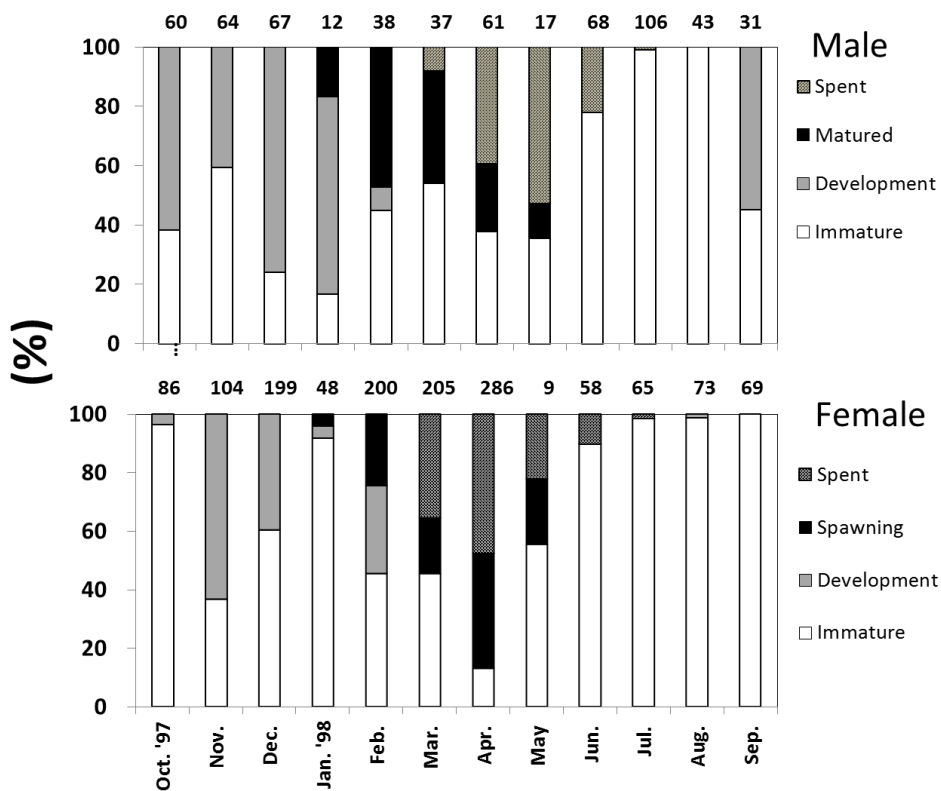 60 64 67 12 38 37 61 17 68 106 43 31
Male
100
80
60
40
20
0
Spent
Matured
Development
Immature
(%)
86 104 199 48 200 205 286 9 58 65 73 69
Female
100
80
60
40
20
0
Spent
Spawning
Development
Immature
Oct. '97
Nov.
Dec.
Jan. '98
Feb.
Mar.
Apr.
May
Jun.
Jul.
Aug.
Sep.